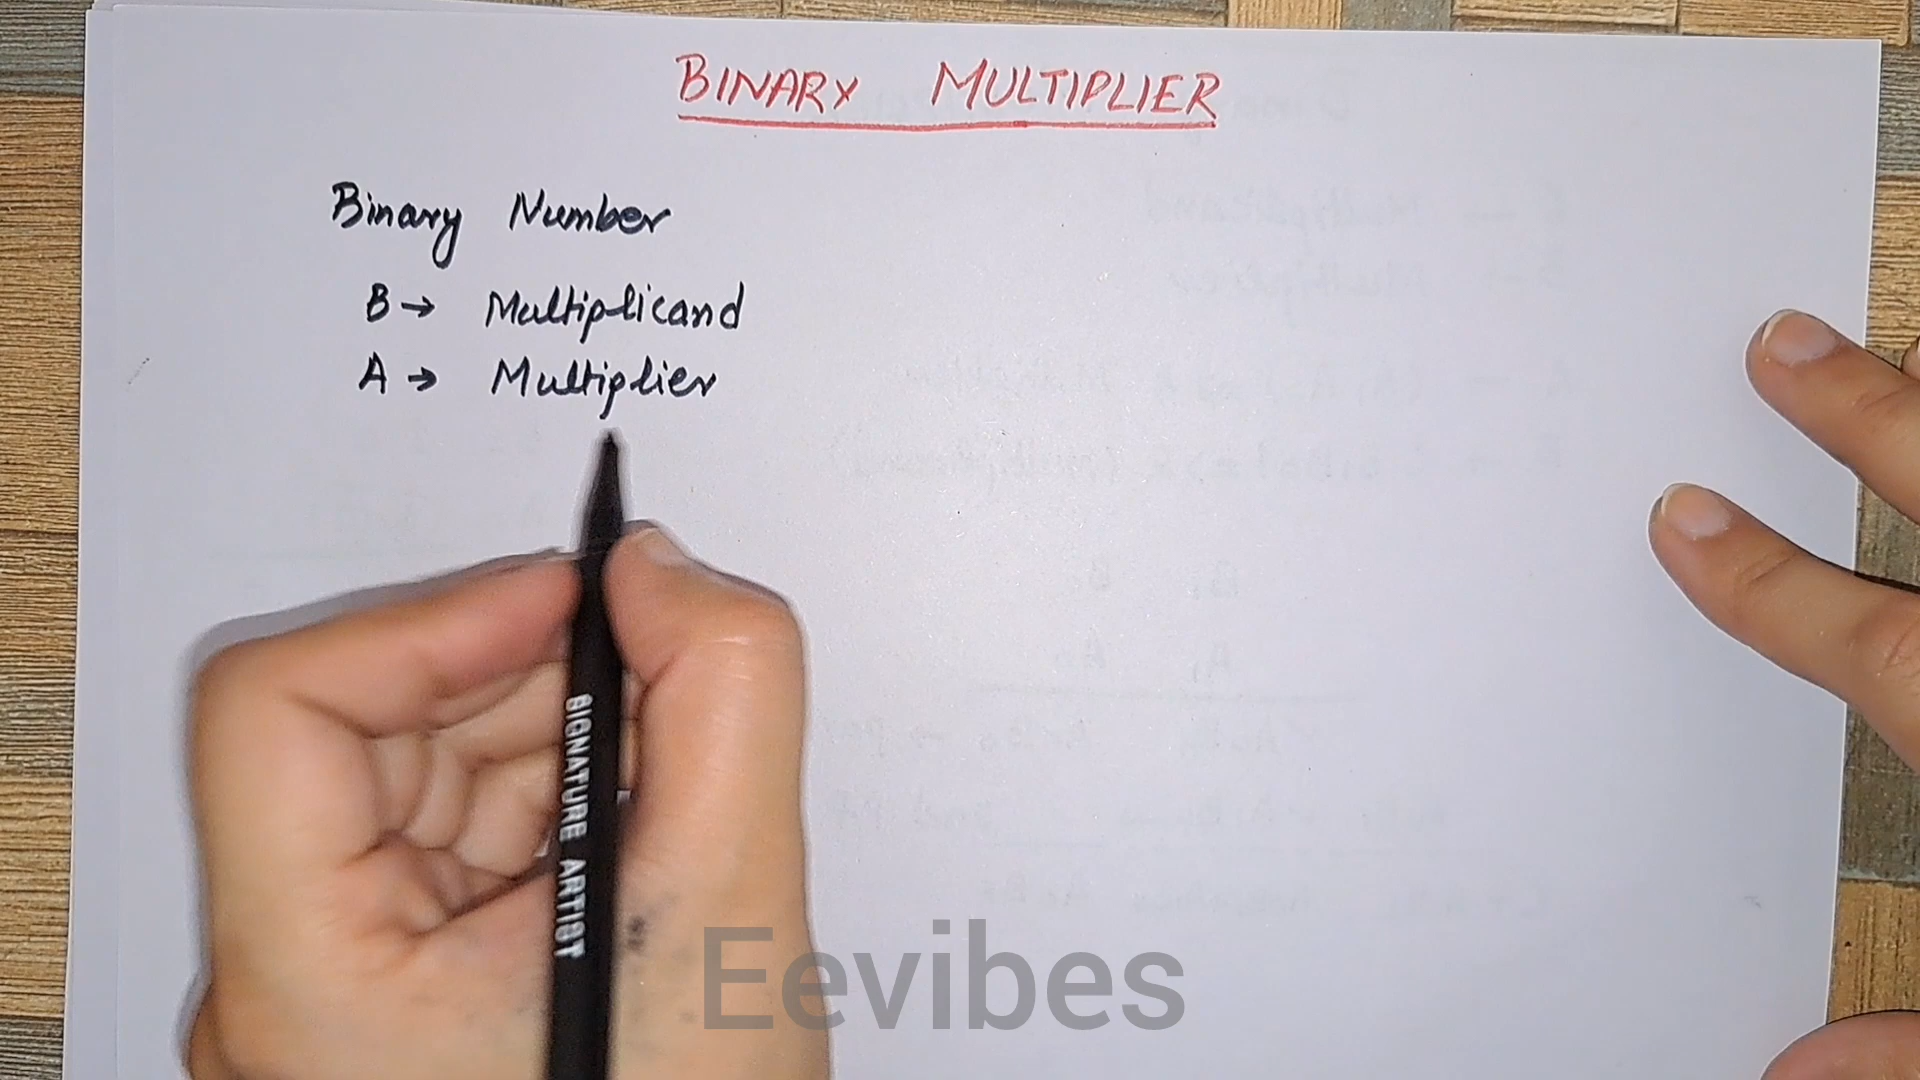 BINARY MULTIPLIER
Binary Number
B → Multiplicand
A → Multiplier
SIGNATURE ARTIST
Eevibes